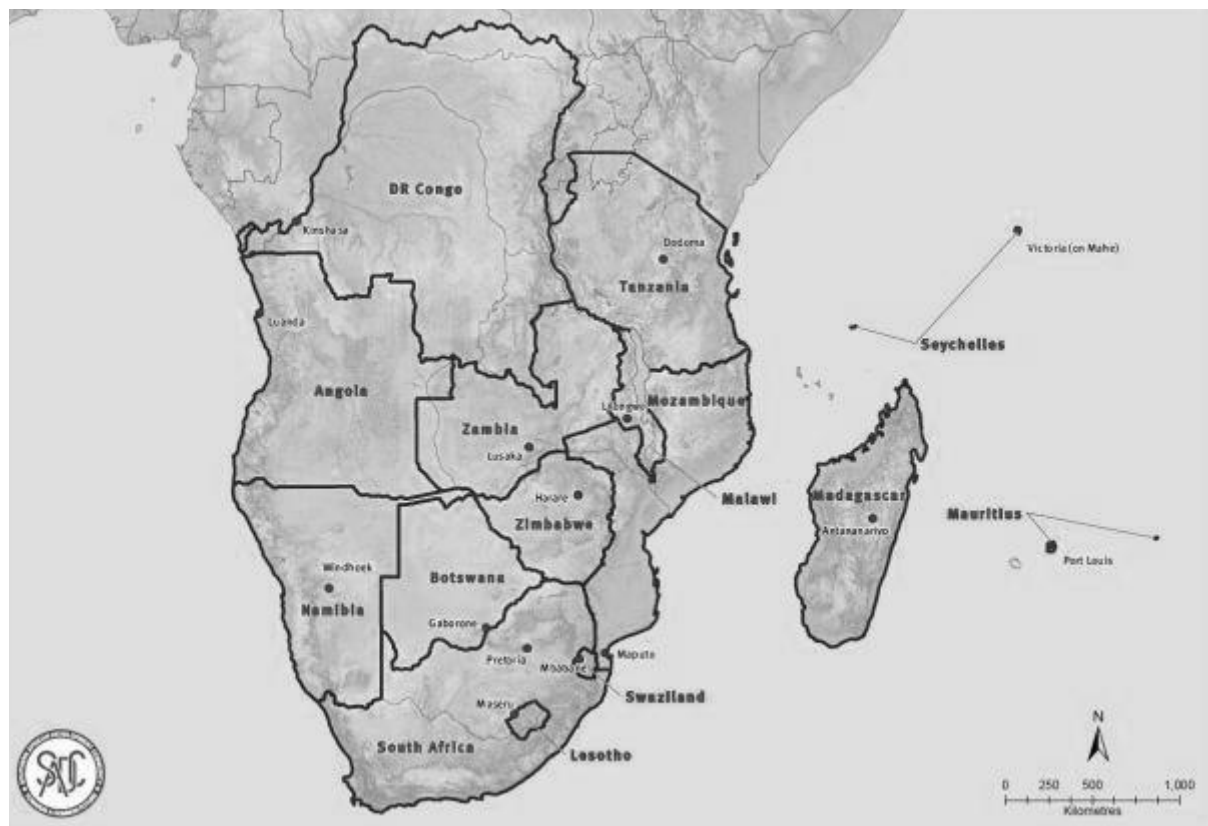 DR Congo
Kinshasa
Dodoma
Victoria (on Mahe)
Tanzania
Luanda
Seychelles
Angola
Mozambique
Zambia
Lusaka
Malawi
Harare
Madagascar
Zimbabwe
Mauritius
Antananarivo
Port Louis
Windhoek
Botswana
Namibia
Gaborone
Pretoria
Mbabane
Maputo
Swaziland
Maseru
N
South Africa
Lesotho
SADC
0 250 500 1,000
Kilometres